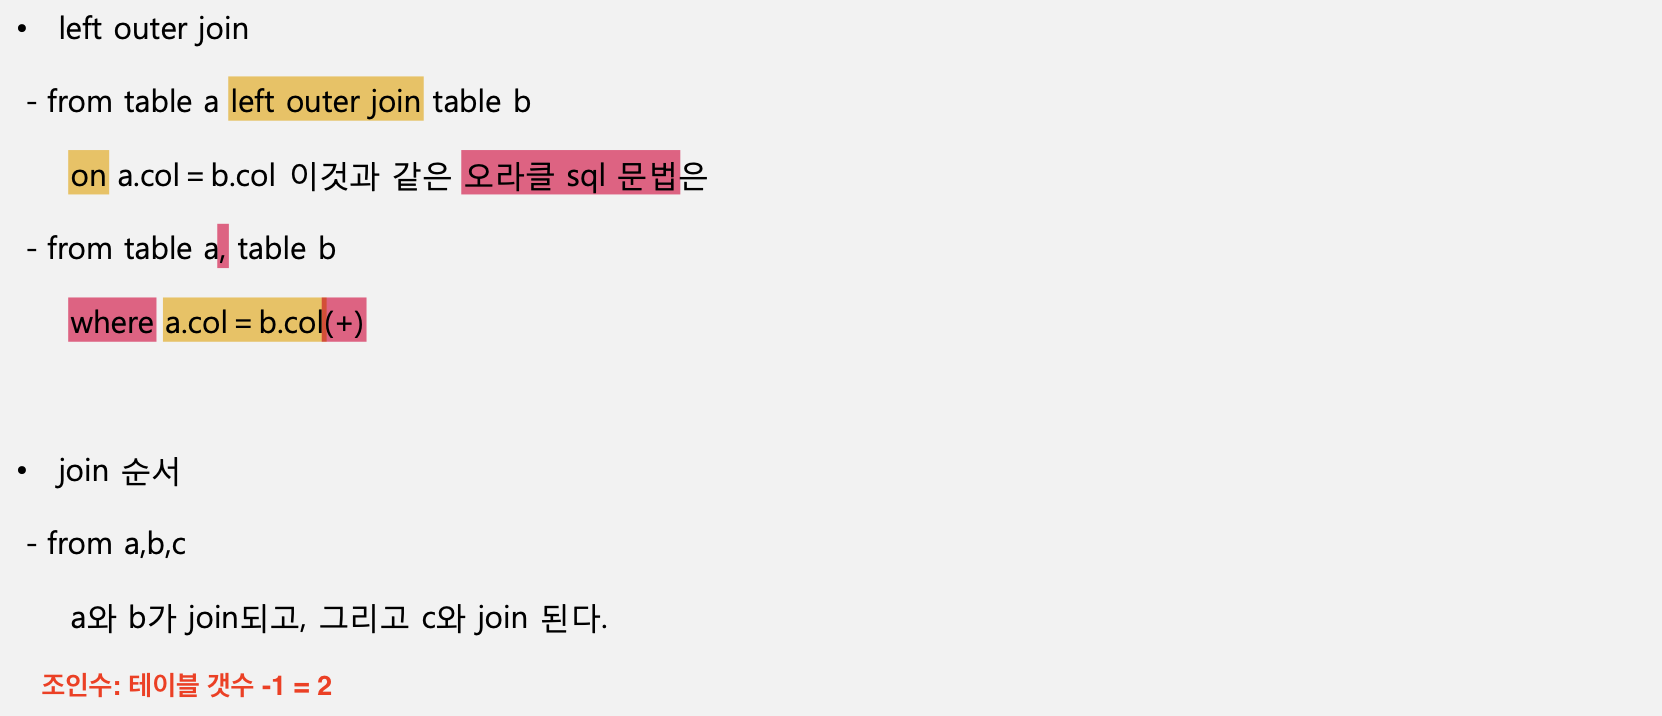 • left outer join
- from table a left outer join table b
on a.col = b.col 이것과 같은 오라클 sql 문법은
- from table a, table b
where a.col = b.col(+)
• join 순서
- from a,b,c
a와 b가 join되고, 그리고 c와 join 된다.
조인수: 테이블 갯수 -1 = 2